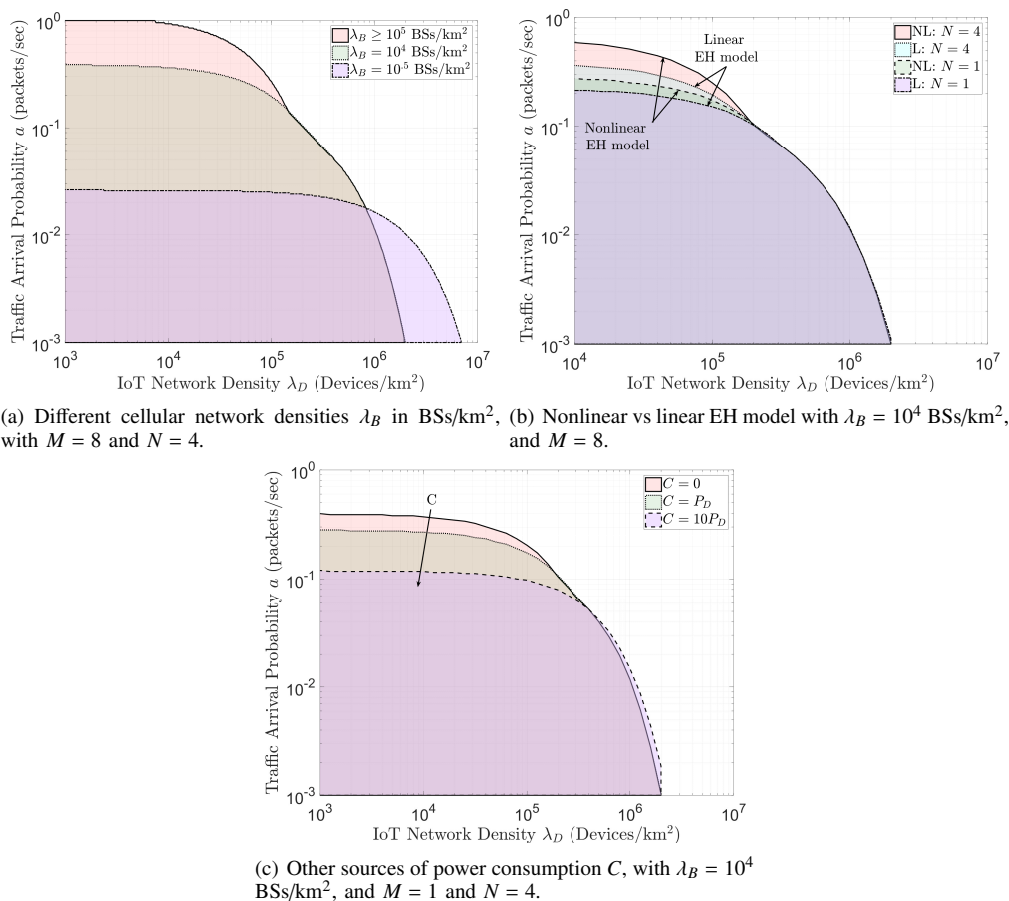 10^0
10^-1
10^-2
10^-3
Traffic Arrival Probability a (packets/sec)
λ_B ≥ 10^5 BSs/km^2
λ_B = 10^4 BSs/km^2
λ_B = 10^-5 BSs/km^2
10^3 10^4 10^5 10^6 10^7
IoT Network Density λ_D (Devices/km^2)
10^0
10^-1
10^-2
10^-3
Traffic Arrival Probability a (packets/sec)
NL: N = 4
L: N = 4
NL: N = 1
L: N = 1
Linear
EH model
Nonlinear
EH model
10^4 10^5 10^6 10^7
IoT Network Density λ_D (Devices/km^2)
(a) Different cellular network densities λ_B in BSs/km^2,
with M = 8 and N = 4.
(b) Nonlinear vs linear EH model with λ_B = 10^4 BSs/km^2,
and M = 8.
10^0
10^-1
10^-2
10^-3
Traffic Arrival Probability a (packets/sec)
C
C = 0
C = P_D
C = 10P_D
10^3 10^4 10^5 10^6 10^7
IoT Network Density λ_D (Devices/km^2)
(c) Other sources of power consumption C, with λ_B = 10^4
BSs/km^2, and M = 1 and N = 4.